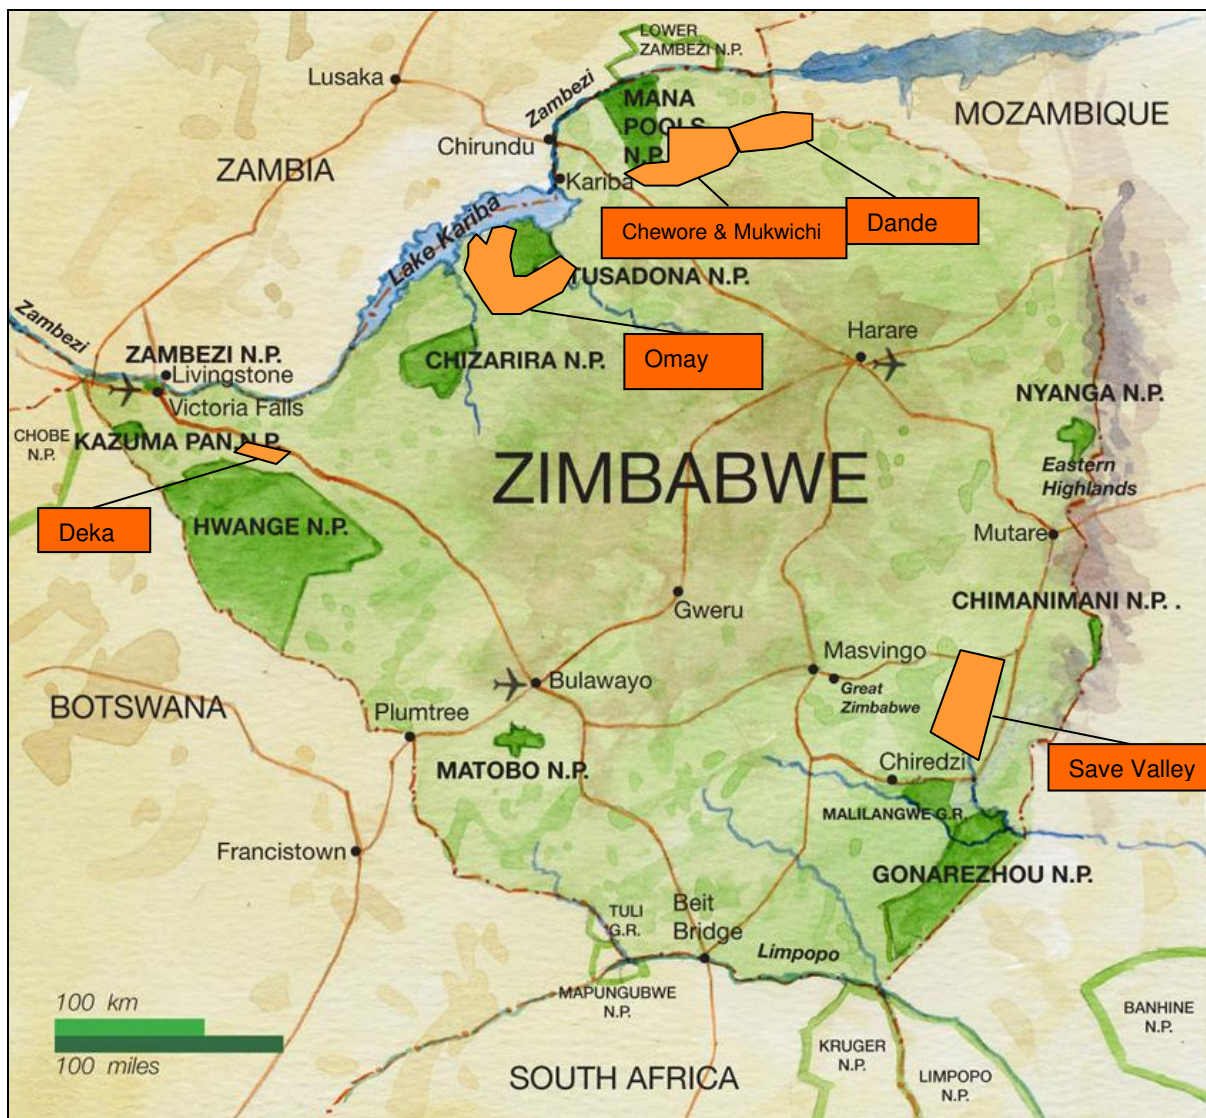 LOWER
ZAMBEZI N.P.
Lusaka
Zambezi
MANA
POOLS
N.P.
MOZAMBIQUE
Chirundu
ZAMBIA
Kariba
Lake Kariba
Chewore & Mukwichi
Dande
TUSADONA N.P.
Zambezi
Harare
ZAMBEZI N.P.
Livingstone
CHIZARIRA N.P.
Omay
Victoria Falls
NYANGA N.P.
CHOBE
N.P.
KAZUMA PAN N.P.
ZIMBABWE
Eastern
Highlands
Deka
HWANGE N.P.
Mutare
Gweru
CHIMANIMANI N.P. .
Masvingo
Great
Zimbabwe
Bulawayo
BOTSWANA
Plumtree
MATOBO N.P.
Chiredzi
Save Valley
MALILANGWE G.R.
Francistown
GONAREZHOU N.P.
TULI
G.R.
Beit
Bridge
Limpopo
MAPUNGUBWE
N.P.
100 km
100 miles
SOUTH AFRICA
KRUGER
N.P.
LIMPOPO
N.P.
BANHINE
N.P.